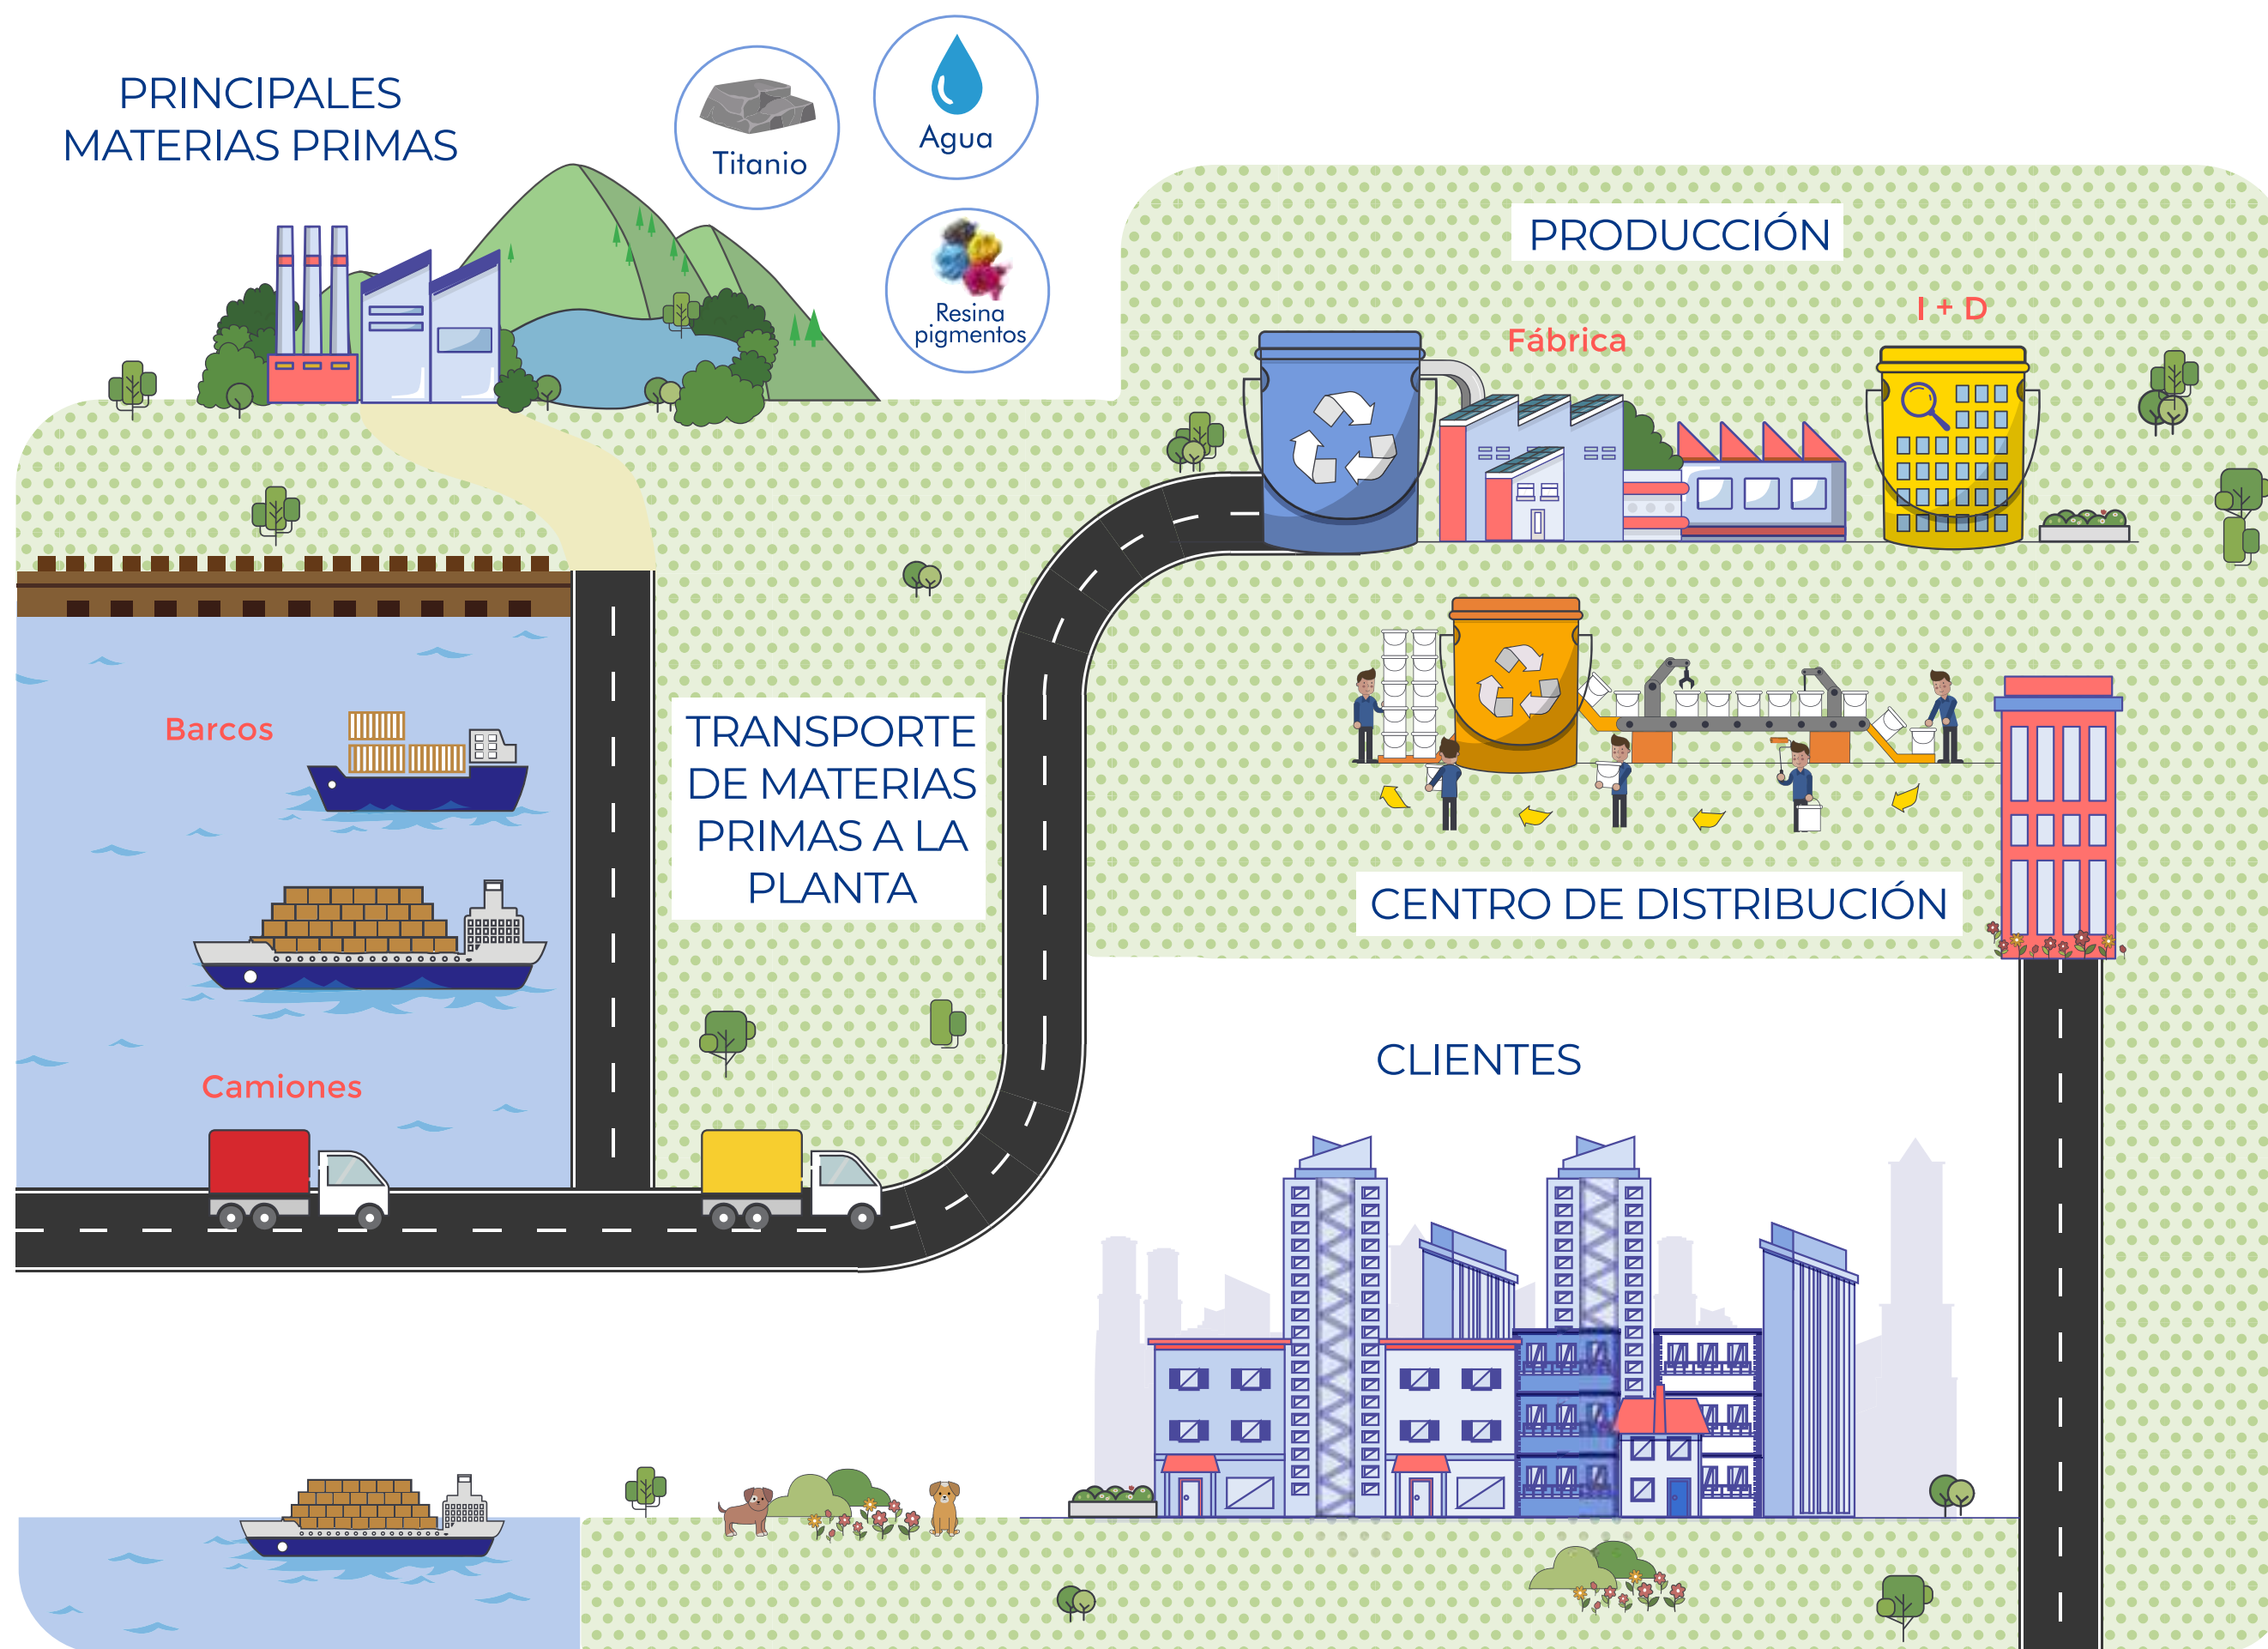 PRINCIPALES
MATERIAS PRIMAS
Titanio
Agua
Resina
pigmentos
PRODUCCIÓN
Fábrica
I + D
Barcos
TRANSPORTE
DE MATERIAS
PRIMAS A LA
PLANTA
CENTRO DE DISTRIBUCIÓN
Camiones
CLIENTES